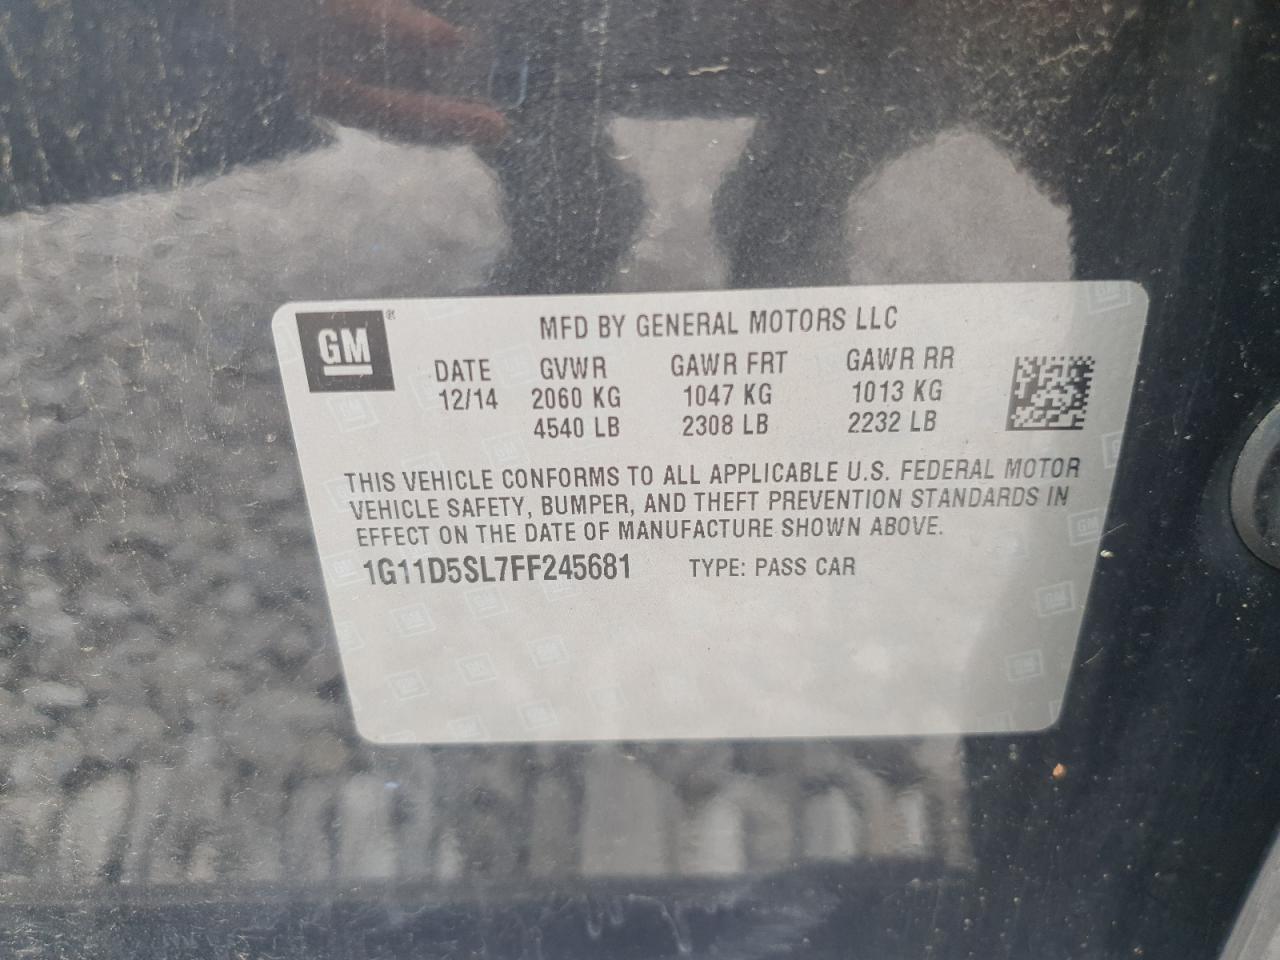 GM®
MFD BY GENERAL MOTORS LLC
DATE GVWR GAWR FRT GAWR RR
12/14 2060 KG 1047 KG 1013 KG
4540 LB 2308 LB 2232 LB
THIS VEHICLE CONFORMS TO ALL APPLICABLE U.S. FEDERAL MOTOR
VEHICLE SAFETY, BUMPER, AND THEFT PREVENTION STANDARDS IN
EFFECT ON THE DATE OF MANUFACTURE SHOWN ABOVE.
1G11D5SL7FF245681 TYPE: PASS CAR